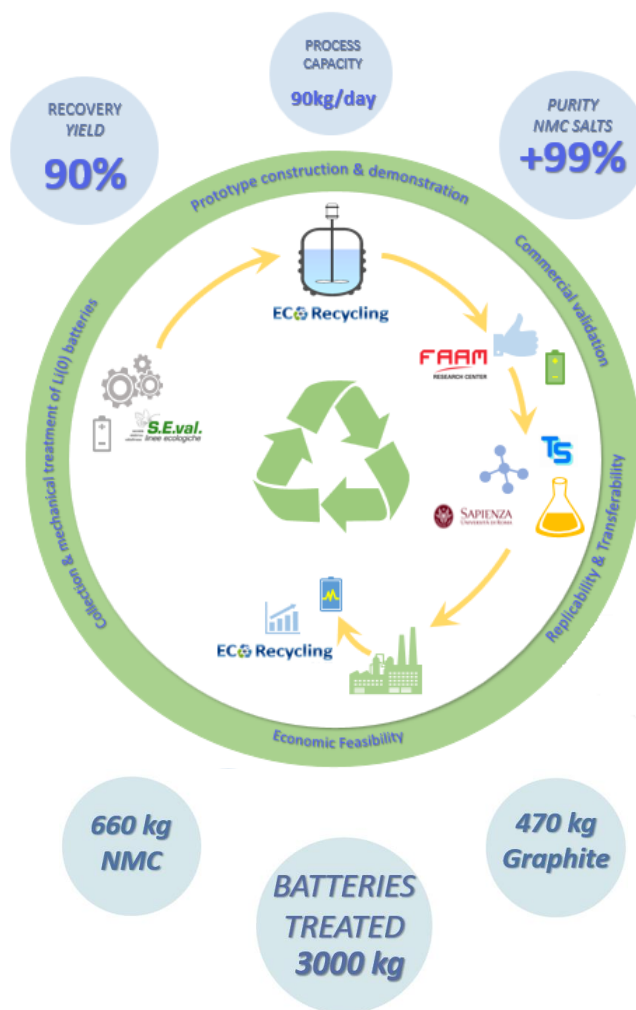 PROCESS
CAPACITY
90kg/day
RECOVERY
YIELD
90%
PURITY
NMC SALTS
+99%
Prototype construction & demonstration
Commercial validation
Replicability & Transferability
Economic Feasibility
Collection & mechanical treatment of Li(0) batteries
ECO Recycling
FAAM
RESEARCH CENTER
S.E.val.
linee ecologiche
TS
SAPIENZA
UNIVERSITÀ DI ROMA
ECO Recycling
660 kg
NMC
470 kg
Graphite
BATTERIES
TREATED
3000 kg